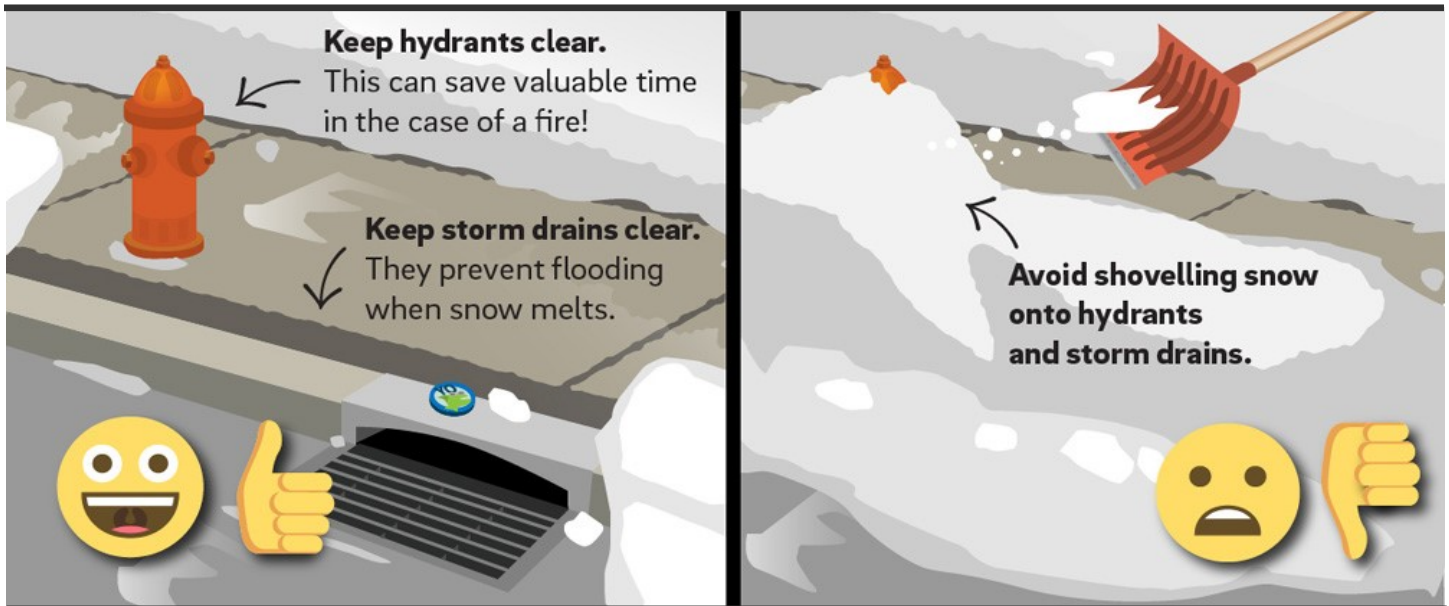 Keep hydrants clear.
This can save valuable time
in the case of a fire!
Keep storm drains clear.
They prevent flooding
when snow melts.
Avoid shovelling snow
onto hydrants
and storm drains.